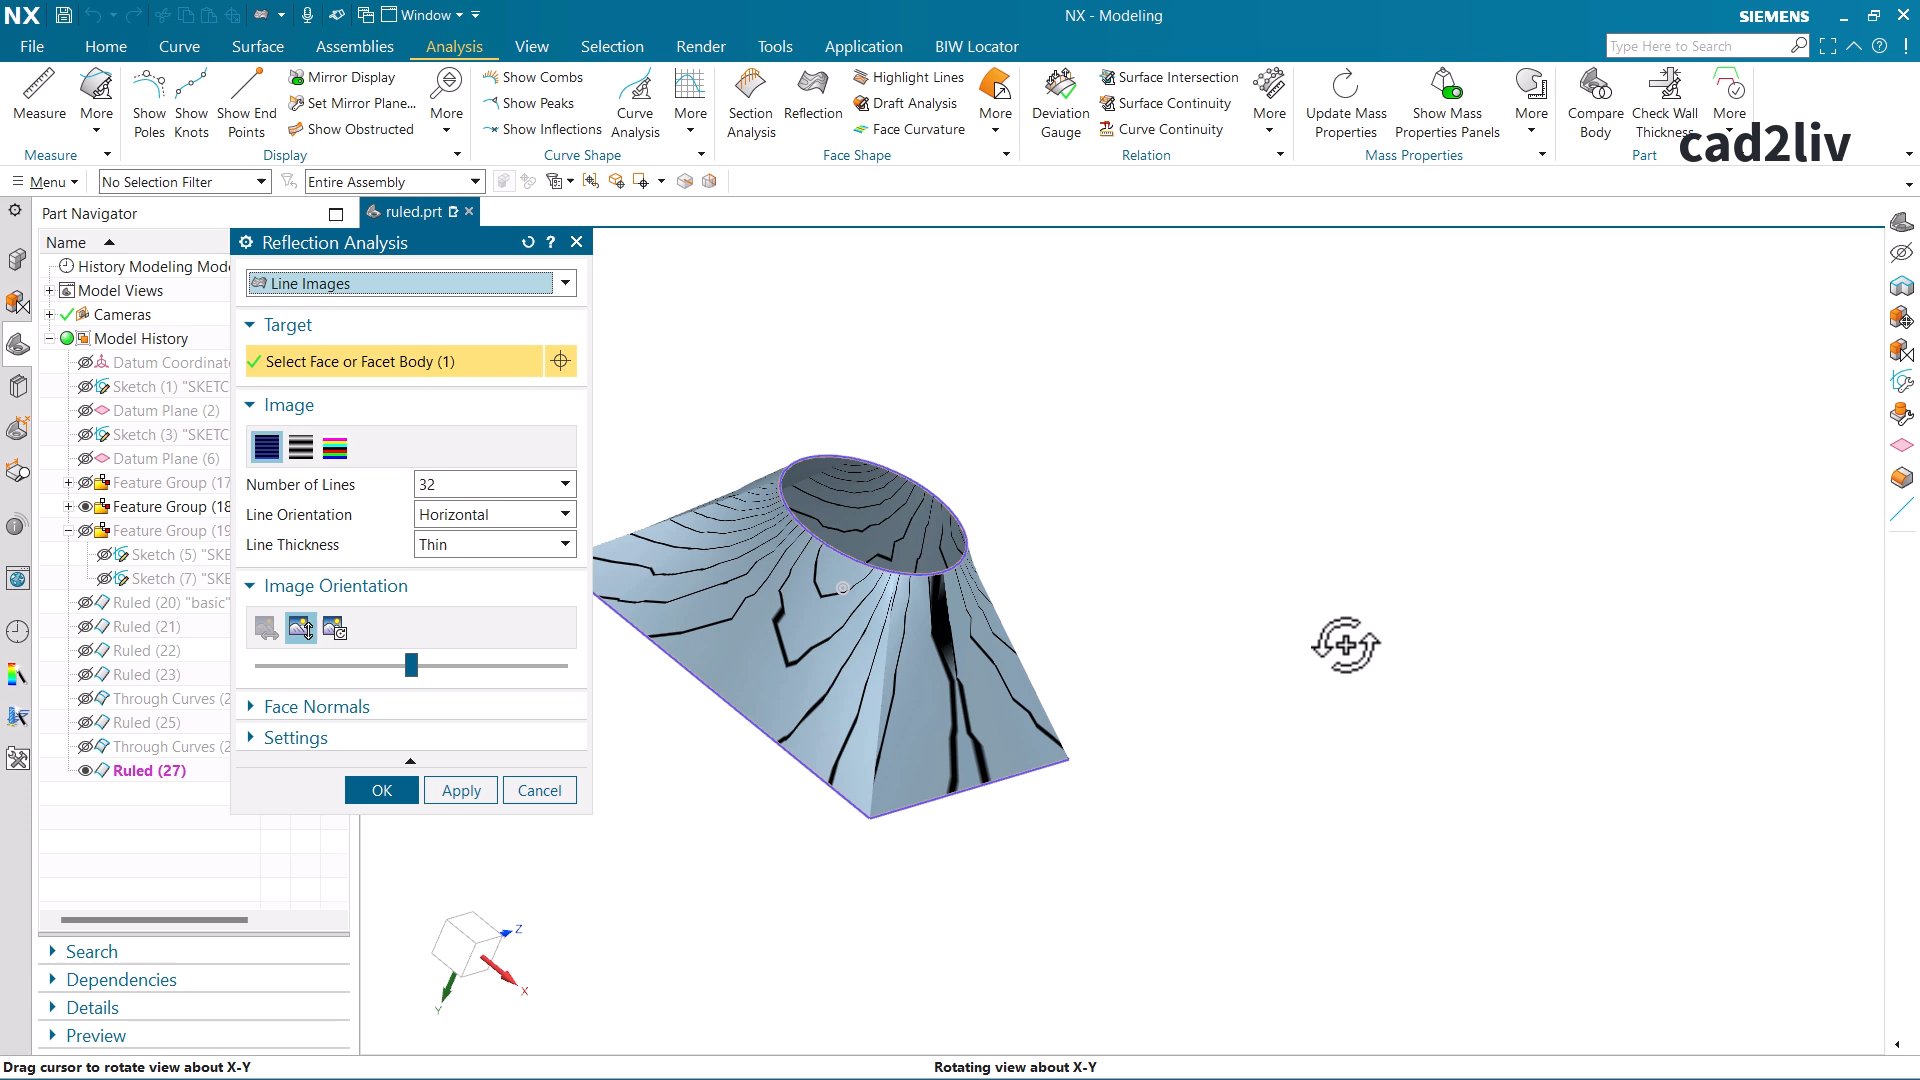 NX
Window
NX - Modeling
SIEMENS
File
Home
Curve
Surface
Assemblies
Analysis
View
Selection
Render
Tools
Application
BIW Locator
Type Here to Search
Measure
More
Show Poles
Show Knots
Show End Points
Mirror Display
Set Mirror Plane...
Show Obstructed
More
Show Combs
Show Peaks
Show Inflections
Curve Analysis
More
Section Analysis
Reflection
Highlight Lines
Draft Analysis
Face Curvature
More
Deviation Gauge
Surface Intersection
Surface Continuity
Curve Continuity
More
Update Mass Properties
Show Mass Properties Panels
More
Compare Body
Check Wall Thickness
More
cad2liv
Measure
Display
Curve Shape
Face Shape
Relation
Mass Properties
Part
Menu
No Selection Filter
Entire Assembly
Part Navigator
ruled.prt
Name
History Modeling Mod
Model Views
Cameras
Model History
Datum Coordinat
Sketch (1) "SKETC
Datum Plane (2)
Sketch (3) "SKETC
Datum Plane (6)
Feature Group (17
Feature Group (18
Feature Group (19
Sketch (5) "SKE
Sketch (7) "SKE
Ruled (20) "basic"
Ruled (21)
Ruled (22)
Ruled (23)
Through Curves (2
Ruled (25)
Through Curves (2
Ruled (27)
Reflection Analysis
Line Images
Target
Select Face or Facet Body (1)
Image
Number of Lines
32
Line Orientation
Horizontal
Line Thickness
Thin
Image Orientation
Face Normals
Settings
OK
Apply
Cancel
Z
X
Y
Search
Dependencies
Details
Preview
Drag cursor to rotate view about X-Y
Rotating view about X-Y